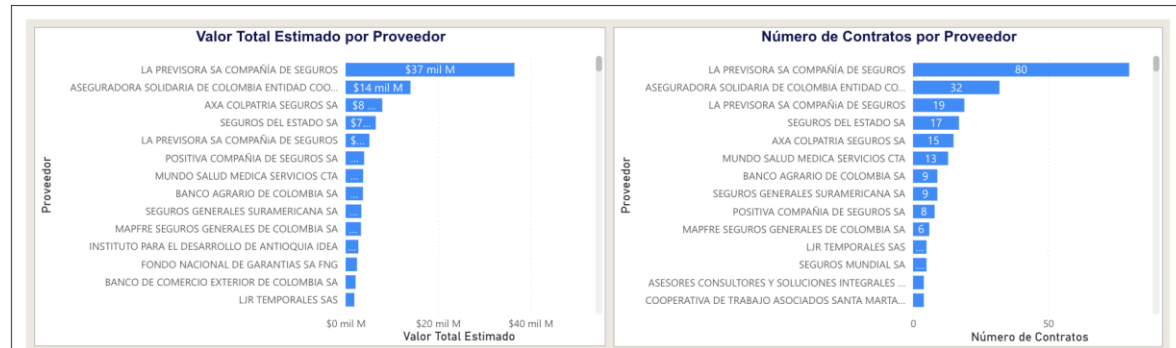 Valor Total Estimado por Proveedor
LA PREVISORA SA COMPAÑÍA DE SEGUROS
$37 mil M
ASEGURADORA SOLIDARIA DE COLOMBIA ENTIDAD COO...
$14 mil M
AXA COLPATRIA SEGUROS SA
$8 ...
SEGUROS DEL ESTADO SA
$7...
LA PREVISORA SA COMPAÑiA DE SEGUROS
$...
POSITIVA COMPAÑIA DE SEGUROS SA
...
MUNDO SALUD MEDICA SERVICIOS CTA
...
BANCO AGRARIO DE COLOMBIA SA
...
SEGUROS GENERALES SURAMERICANA SA
...
MAPFRE SEGUROS GENERALES DE COLOMBIA SA
...
INSTITUTO PARA EL DESARROLLO DE ANTIOQUIA IDEA
...
FONDO NACIONAL DE GARANTIAS SA FNG
BANCO DE COMERCIO EXTERIOR DE COLOMBIA SA
LJR TEMPORALES SAS
Proveedor
$0 mil M
$20 mil M
$40 mil M
Valor Total Estimado
Número de Contratos por Proveedor
LA PREVISORA SA COMPAÑÍA DE SEGUROS
80
ASEGURADORA SOLIDARIA DE COLOMBIA ENTIDAD CO...
32
LA PREVISORA SA COMPAÑiA DE SEGUROS
19
SEGUROS DEL ESTADO SA
17
AXA COLPATRIA SEGUROS SA
15
MUNDO SALUD MEDICA SERVICIOS CTA
13
BANCO AGRARIO DE COLOMBIA SA
9
SEGUROS GENERALES SURAMERICANA SA
9
POSITIVA COMPAÑIA DE SEGUROS SA
8
MAPFRE SEGUROS GENERALES DE COLOMBIA SA
6
LJR TEMPORALES SAS
...
SEGUROS MUNDIAL SA
...
ASESORES CONSULTORES Y SOLUCIONES INTEGRALES ...
COOPERATIVA DE TRABAJO ASOCIADOS SANTA MARTA...
Proveedor
0
50
Número de Contratos